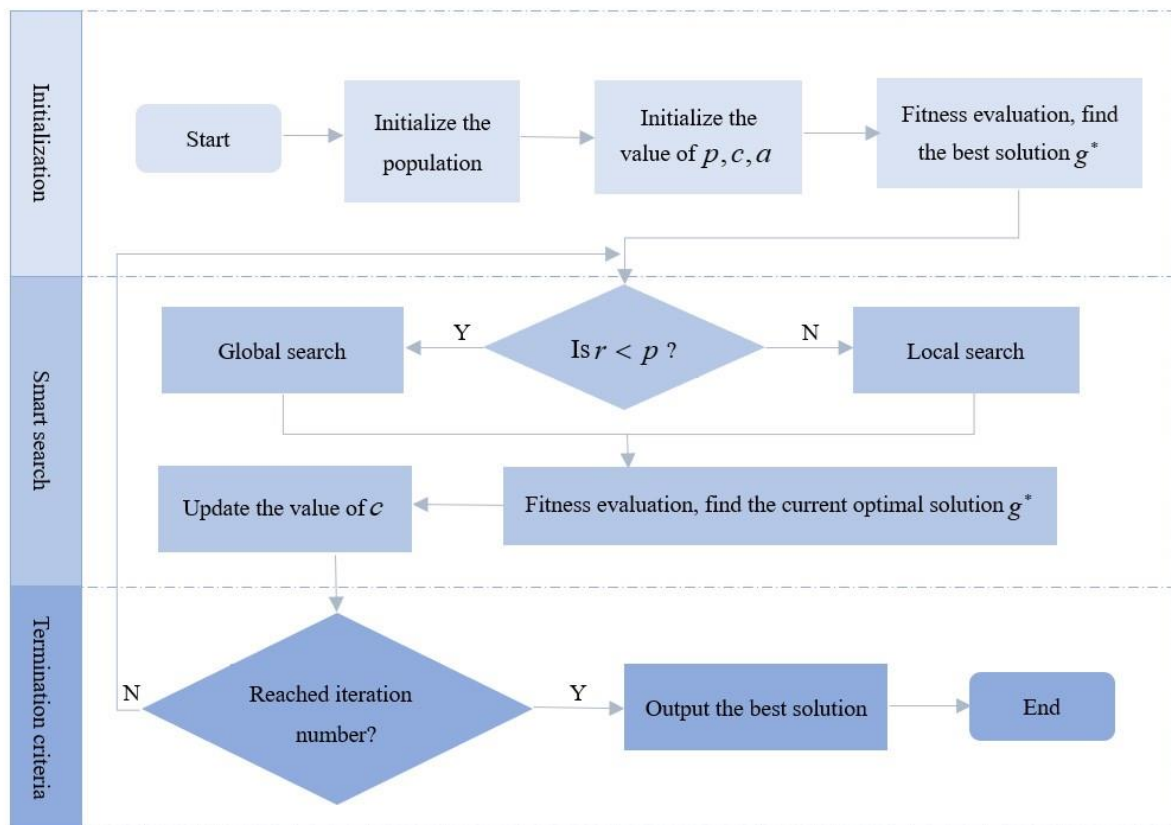 Initialization
Start
Initialize the
population
Initialize the
value of p, c, a
Fitness evaluation, find
the best solution g*
Smart search
Global search
Y
Is r < p ?
N
Local search
Update the value of c
Fitness evaluation, find the current optimal solution g*
Termination criteria
N
Reached iteration
number?
Y
Output the best solution
End